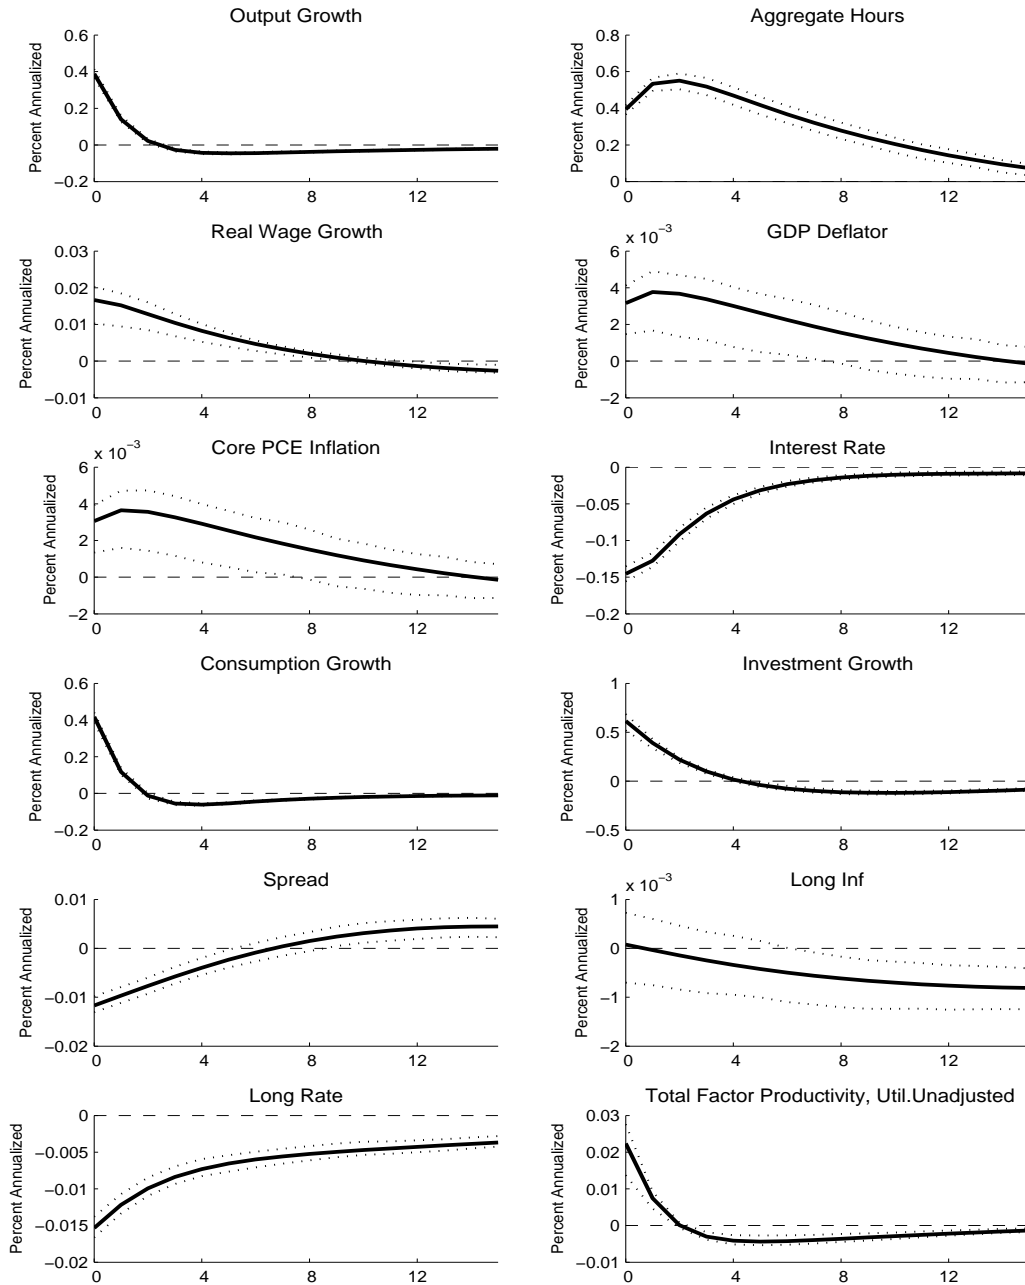 Output Growth
Percent Annualized
0.6
0.4
0.2
0
−0.2
0 4 8 12
Aggregate Hours
Percent Annualized
0.8
0.6
0.4
0.2
0
0 4 8 12
Real Wage Growth
Percent Annualized
0.03
0.02
0.01
0
−0.01
0 4 8 12
GDP Deflator
x 10⁻³
Percent Annualized
6
4
2
0
−2
0 4 8 12
Core PCE Inflation
x 10⁻³
Percent Annualized
6
4
2
0
−2
0 4 8 12
Interest Rate
Percent Annualized
0
−0.05
−0.1
−0.15
−0.2
0 4 8 12
Consumption Growth
Percent Annualized
0.6
0.4
0.2
0
−0.2
0 4 8 12
Investment Growth
Percent Annualized
1
0.5
0
−0.5
0 4 8 12
Spread
Percent Annualized
0.01
0
−0.01
−0.02
0 4 8 12
Long Inf
x 10⁻³
Percent Annualized
1
0
−1
−2
0 4 8 12
Long Rate
Percent Annualized
0
−0.005
−0.01
−0.015
−0.02
0 4 8 12
Total Factor Productivity, Util.Unadjusted
Percent Annualized
0.03
0.02
0.01
0
−0.01
0 4 8 12